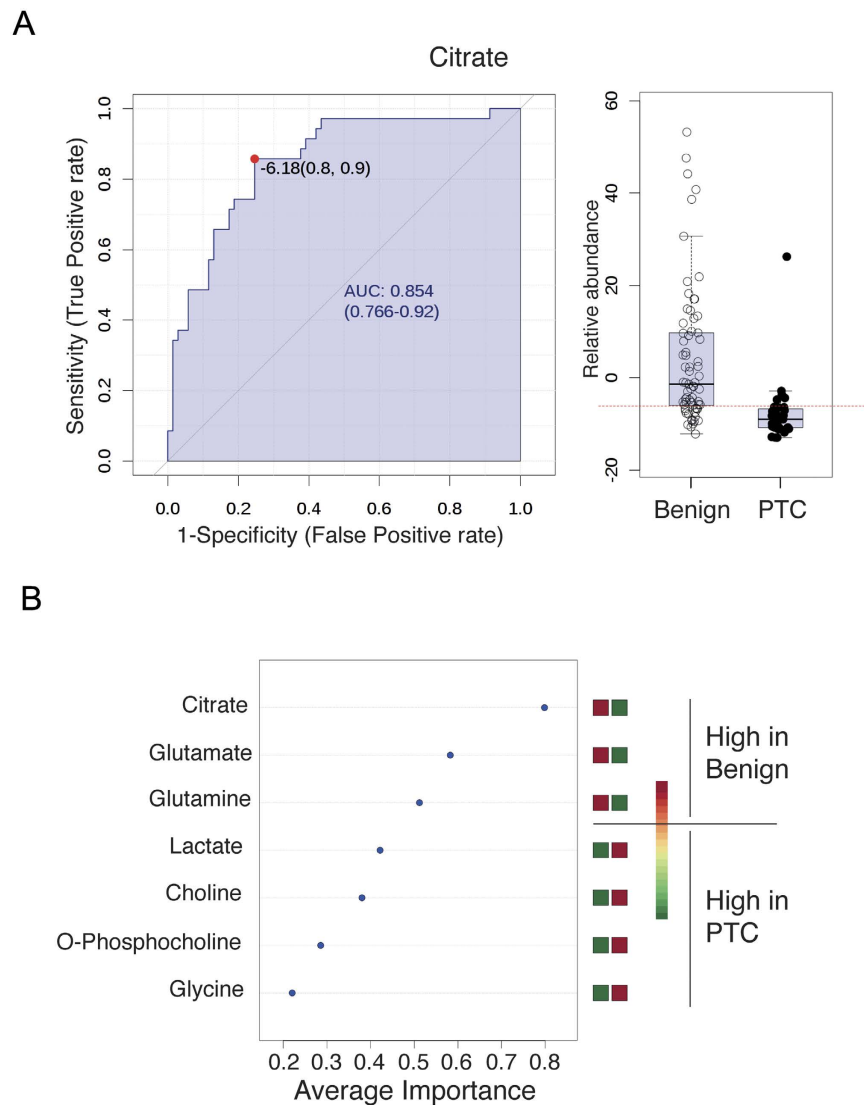 A
Citrate
Sensitivity (True Positive rate)
1.0
0.8
0.6
0.4
0.2
0.0
-6.18(0.8, 0.9)
AUC: 0.854
(0.766-0.92)
0.0 0.2 0.4 0.6 0.8 1.0
1-Specificity (False Positive rate)
Relative abundance
60
40
20
0
-20
Benign PTC
B
Citrate
Glutamate
Glutamine
Lactate
Choline
O-Phosphocholine
Glycine
0.2 0.3 0.4 0.5 0.6 0.7 0.8
Average Importance
High in
Benign
High in
PTC